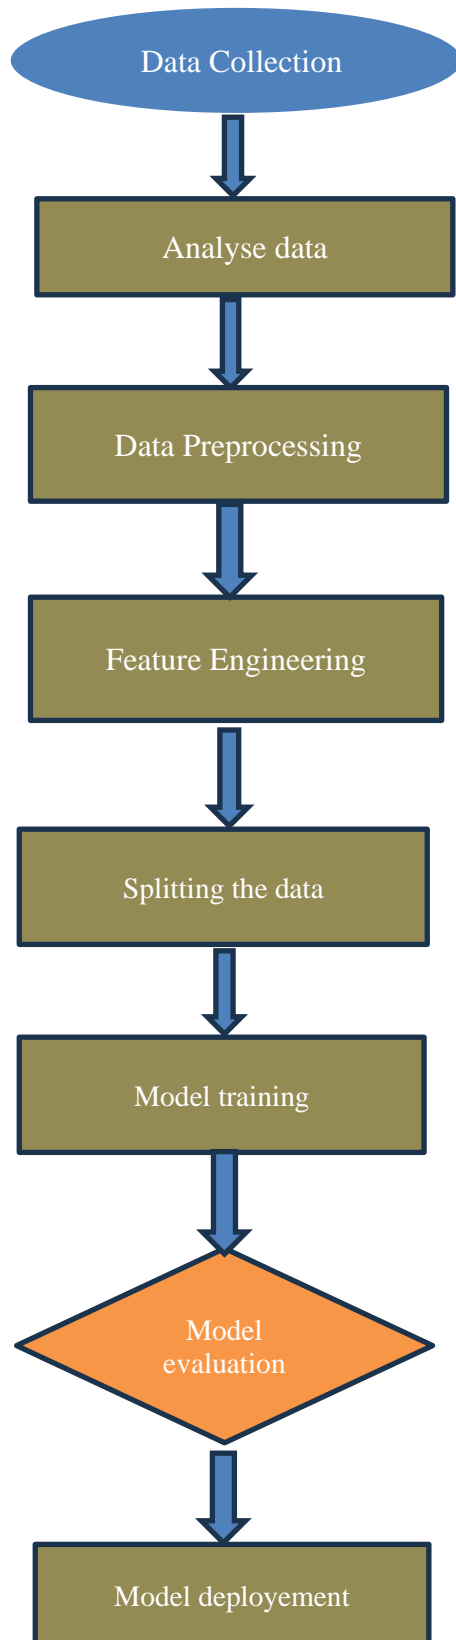 Data Collection
Analyse data
Data Preprocessing
Feature Engineering
Splitting the data
Model training
Model
evaluation
Model deployement